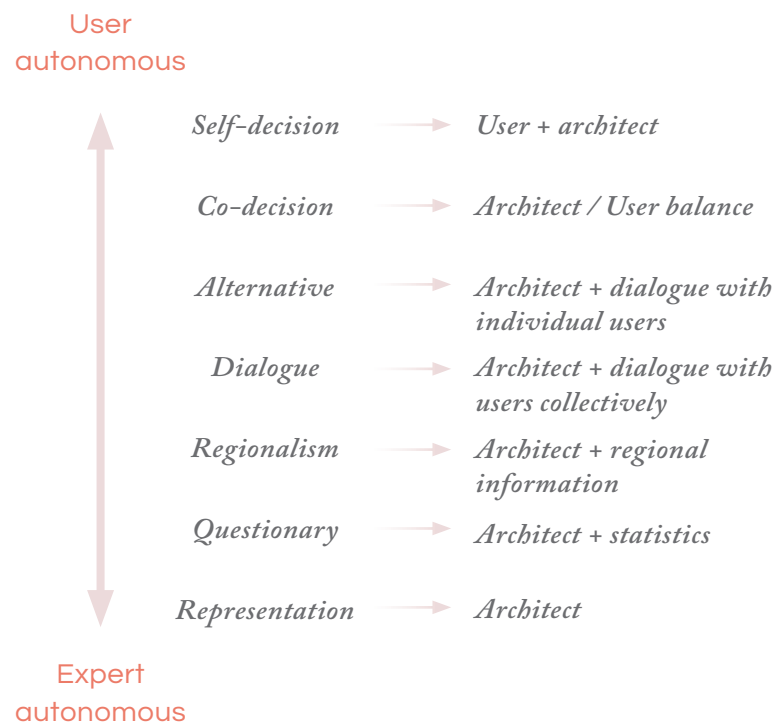 User
autonomous
Self-decision
User + architect
Co-decision
Architect / User balance
Alternative
Architect + dialogue with
individual users
Dialogue
Architect + dialogue with
users collectively
Regionalism
Architect + regional
information
Questionary
Architect + statistics
Representation
Architect
Expert
autonomous